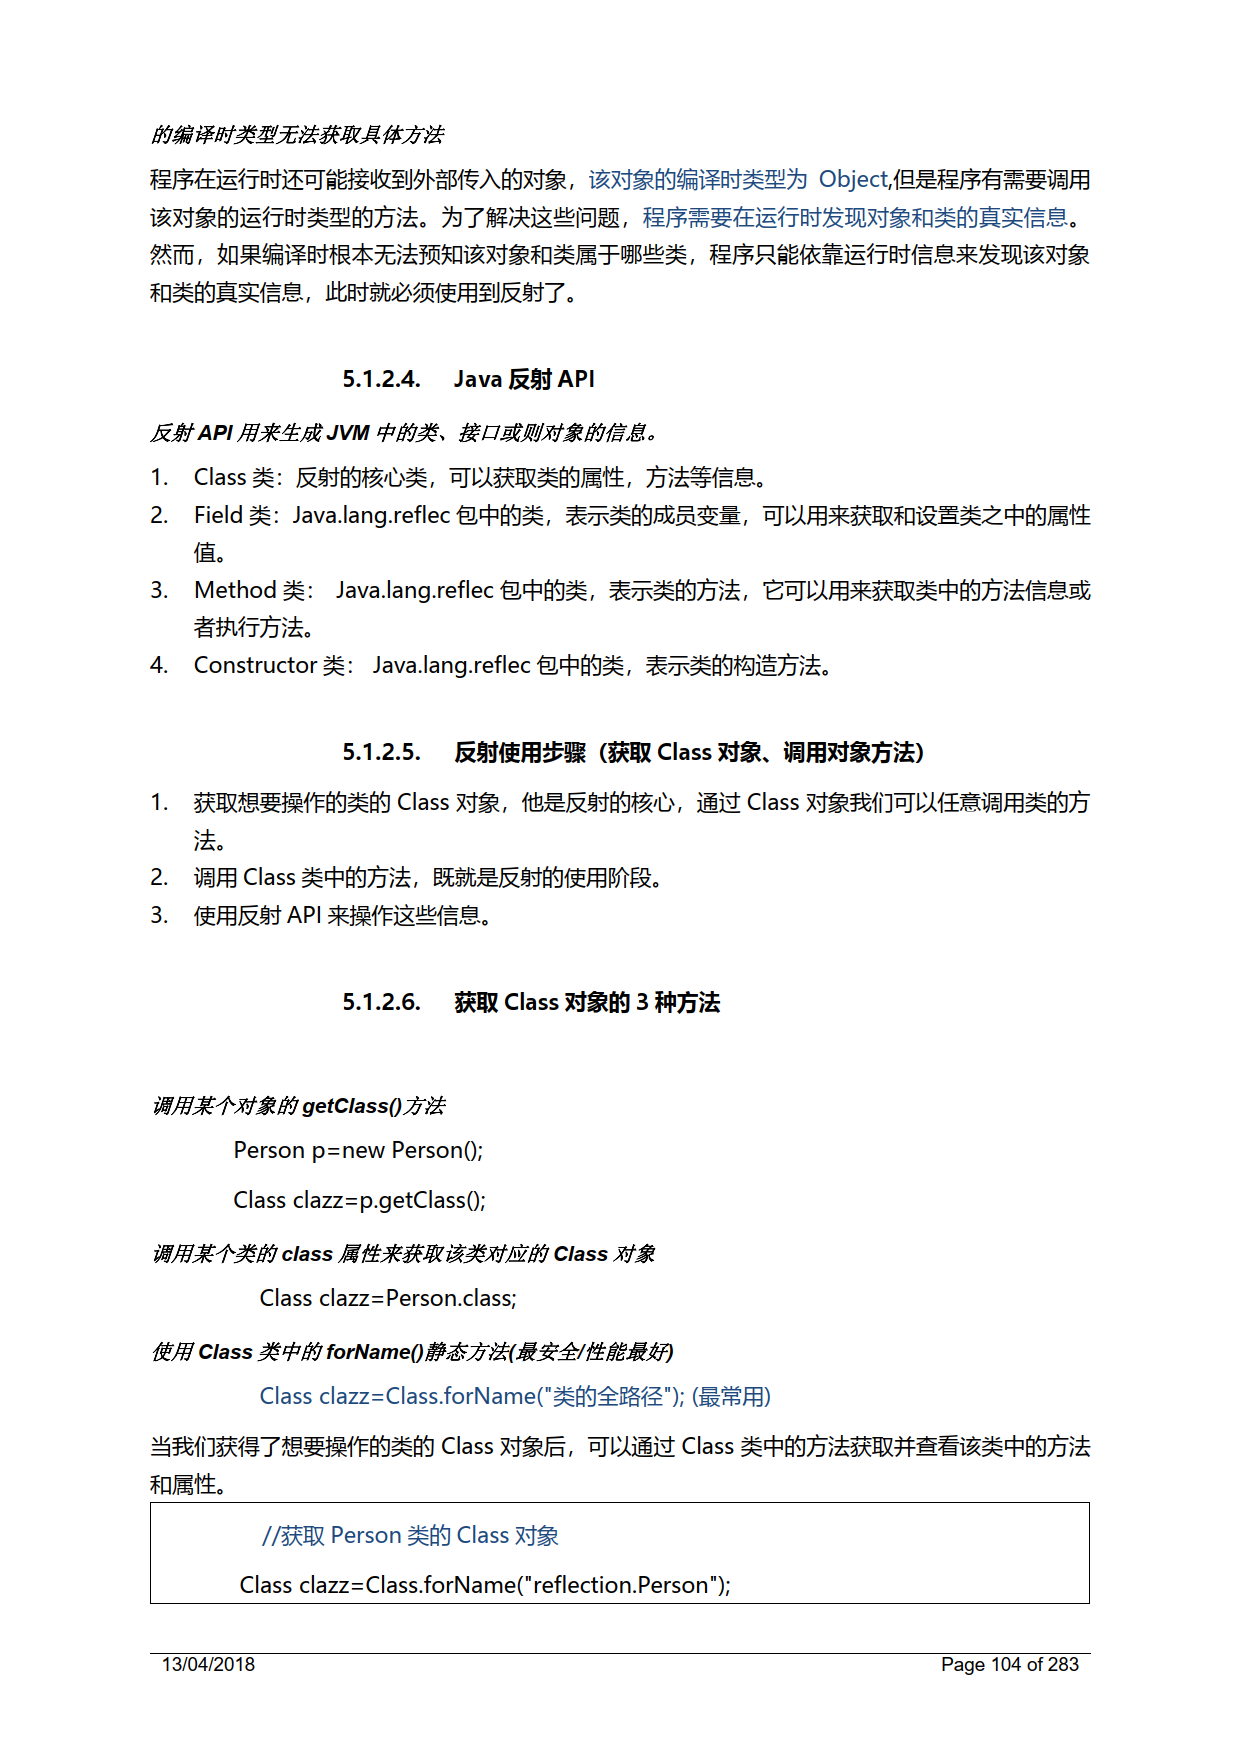 的编译时类型无法获取具体方法
程序在运行时还可能接收到外部传入的对象，该对象的编译时类型为 Object,但是程序有需要调用
该对象的运行时类型的方法。为了解决这些问题，程序需要在运行时发现对象和类的真实信息。
然而，如果编译时根本无法预知该对象和类属于哪些类，程序只能依靠运行时信息来发现该对象
和类的真实信息，此时就必须使用到反射了。
5.1.2.4. Java 反射 API
反射 API 用来生成 JVM 中的类、接口或则对象的信息。
1. Class 类：反射的核心类，可以获取类的属性，方法等信息。
2. Field 类：Java.lang.reflec 包中的类，表示类的成员变量，可以用来获取和设置类之中的属性
值。
3. Method 类： Java.lang.reflec 包中的类，表示类的方法，它可以用来获取类中的方法信息或
者执行方法。
4. Constructor 类： Java.lang.reflec 包中的类，表示类的构造方法。
5.1.2.5. 反射使用步骤（获取 Class 对象、调用对象方法）
1. 获取想要操作的类的 Class 对象，他是反射的核心，通过 Class 对象我们可以任意调用类的方
法。
2. 调用 Class 类中的方法，既就是反射的使用阶段。
3. 使用反射 API 来操作这些信息。
5.1.2.6. 获取 Class 对象的 3 种方法
调用某个对象的 getClass()方法
Person p=new Person();
Class clazz=p.getClass();
调用某个类的 class 属性来获取该类对应的 Class 对象
Class clazz=Person.class;
使用 Class 类中的 forName()静态方法(最安全/性能最好)
Class clazz=Class.forName("类的全路径"); (最常用)
当我们获得了想要操作的类的 Class 对象后，可以通过 Class 类中的方法获取并查看该类中的方法
和属性。
//获取 Person 类的 Class 对象
Class clazz=Class.forName("reflection.Person");
13/04/2018 Page 104 of 283